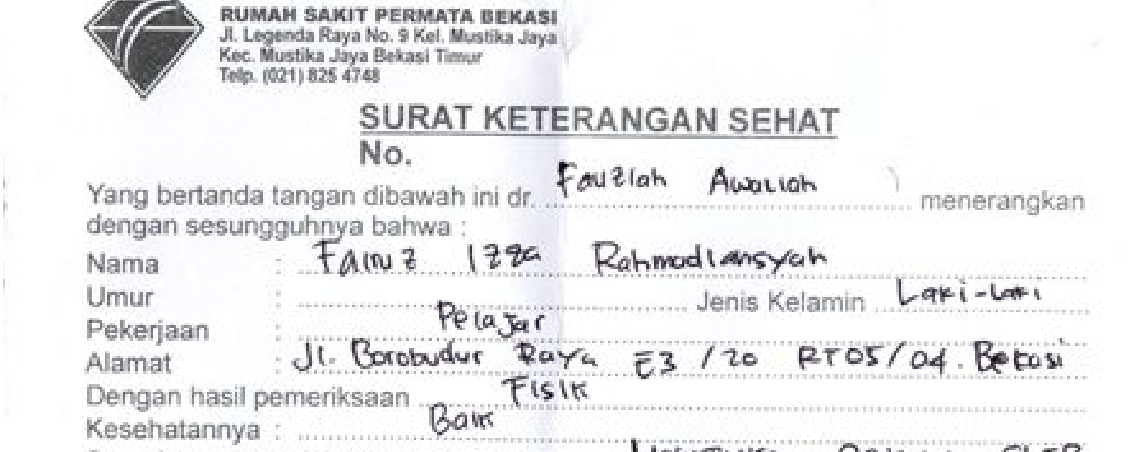 RUMAH SAKIT PERMATA BEKASI
Jl. Legenda Raya No. 9 Kel. Mustika Jaya
Kec. Mustika Jaya Bekasi Timur
Telp. (021) 825 4748
SURAT KETERANGAN SEHAT
No.
Yang bertanda tangan dibawah ini dr. Fauziah Awaliah menerangkan
dengan sesungguhnya bahwa :
Nama : Fairuz Izza Rahmadiansyah
Umur : Jenis Kelamin Laki-laki
Pekerjaan : Pelajar
Alamat : Jl. Borobudur Raya E3 / 20 RT05/04. Bekasi
Dengan hasil pemeriksaan Fisik
Kesehatannya : Baik